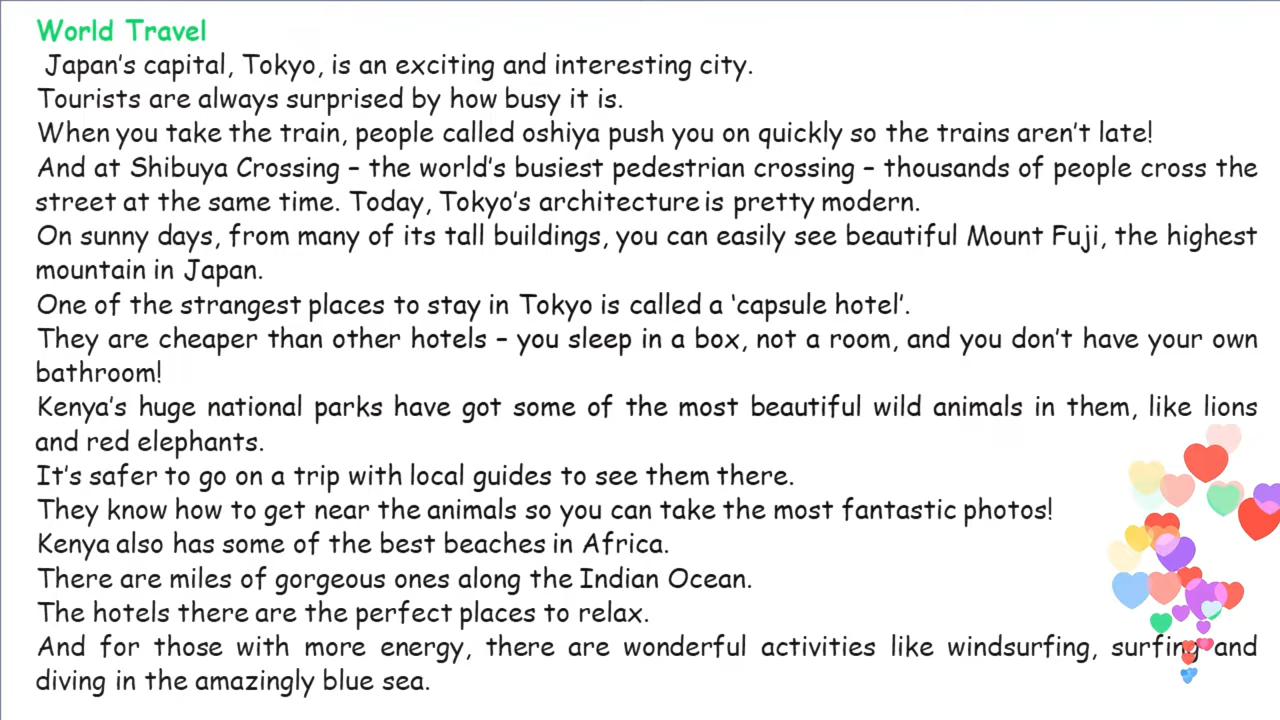 World Travel
Japan's capital, Tokyo, is an exciting and interesting city.
Tourists are always surprised by how busy it is.
When you take the train, people called oshiya push you on quickly so the trains aren't late!
And at Shibuya Crossing – the world's busiest pedestrian crossing – thousands of people cross the
street at the same time. Today, Tokyo's architecture is pretty modern.
On sunny days, from many of its tall buildings, you can easily see beautiful Mount Fuji, the highest
mountain in Japan.
One of the strangest places to stay in Tokyo is called a ‘capsule hotel’.
They are cheaper than other hotels – you sleep in a box, not a room, and you don't have your own
bathroom!
Kenya's huge national parks have got some of the most beautiful wild animals in them, like lions
and red elephants.
It's safer to go on a trip with local guides to see them there.
They know how to get near the animals so you can take the most fantastic photos!
Kenya also has some of the best beaches in Africa.
There are miles of gorgeous ones along the Indian Ocean.
The hotels there are the perfect places to relax.
And for those with more energy, there are wonderful activities like windsurfing, surfing and
diving in the amazingly blue sea.